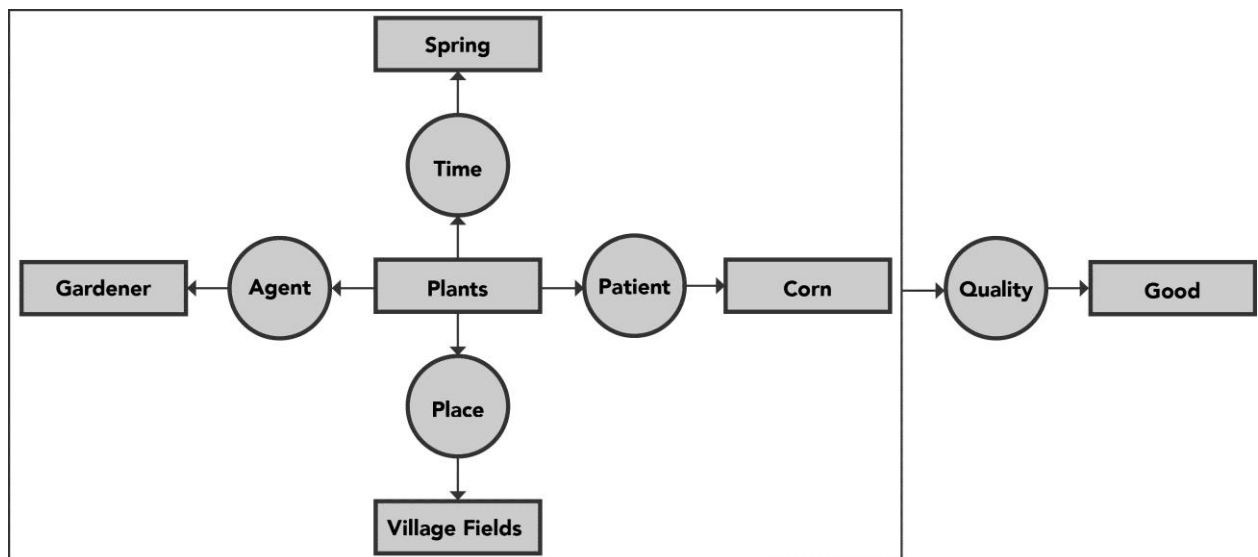 Spring
Time
Gardener
Agent
Plants
Patient
Corn
Quality
Good
Place
Village Fields